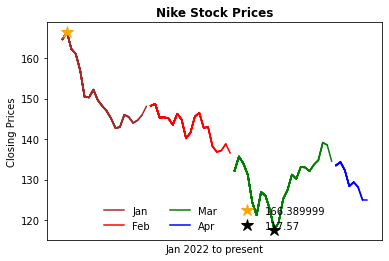 Nike Stock Prices
Closing Prices
160
150
140
130
120
Jan
Feb
Mar
Apr
166.389999
117.57
Jan 2022 to present